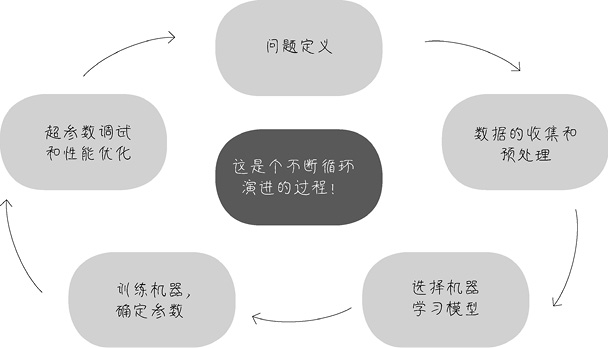 问题定义
数据的收集和
预处理
选择机器
学习模型
训练机器，
确定参数
超参数调试
和性能优化
这是个不断循环
演进的过程！